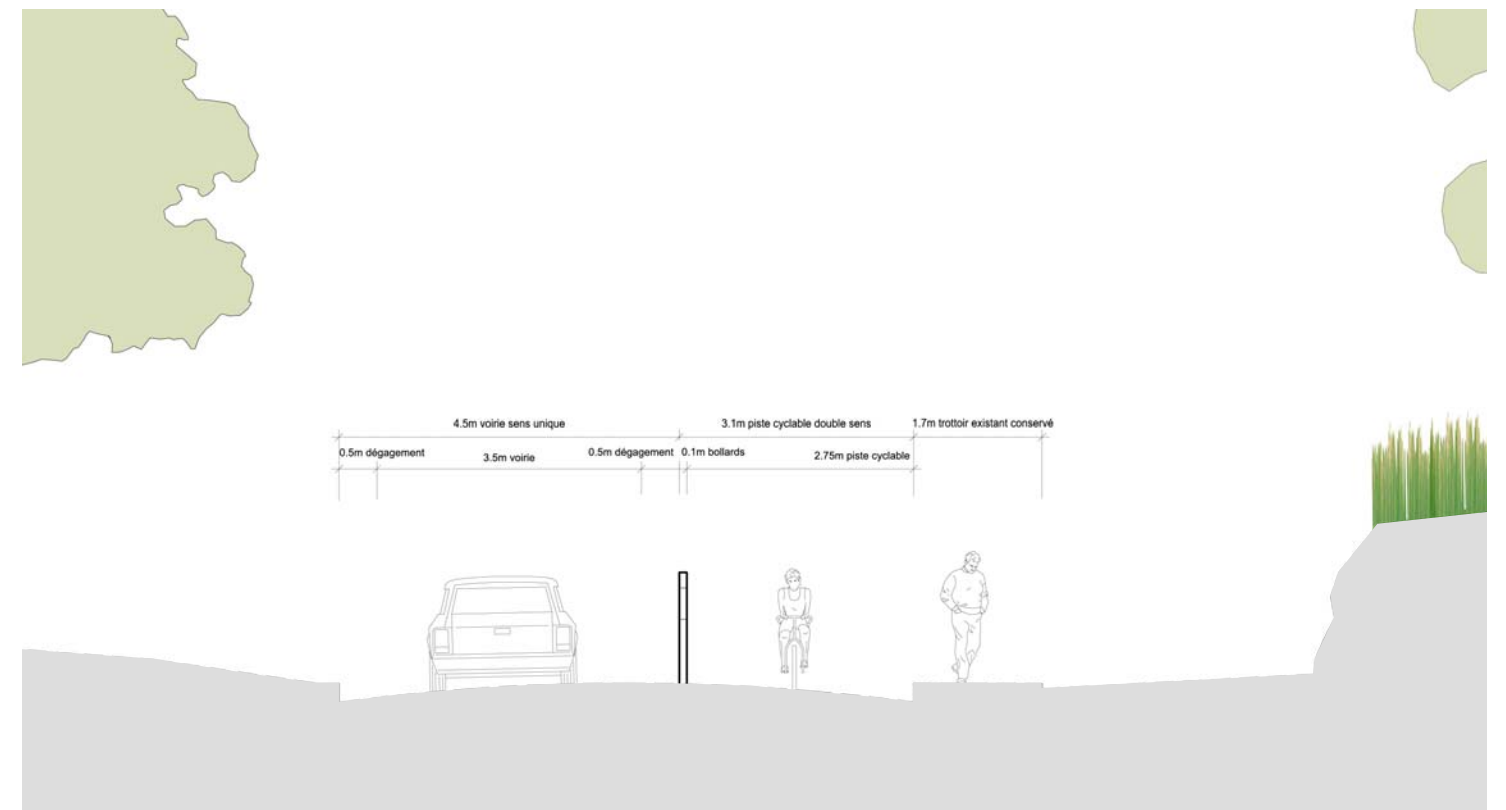 4.5m voirie sens unique 3.1m piste cyclable double sens 1.7m trottoir existant conservé
0.5m dégagement 3.5m voirie 0.5m dégagement 0.1m bollards 2.75m piste cyclable